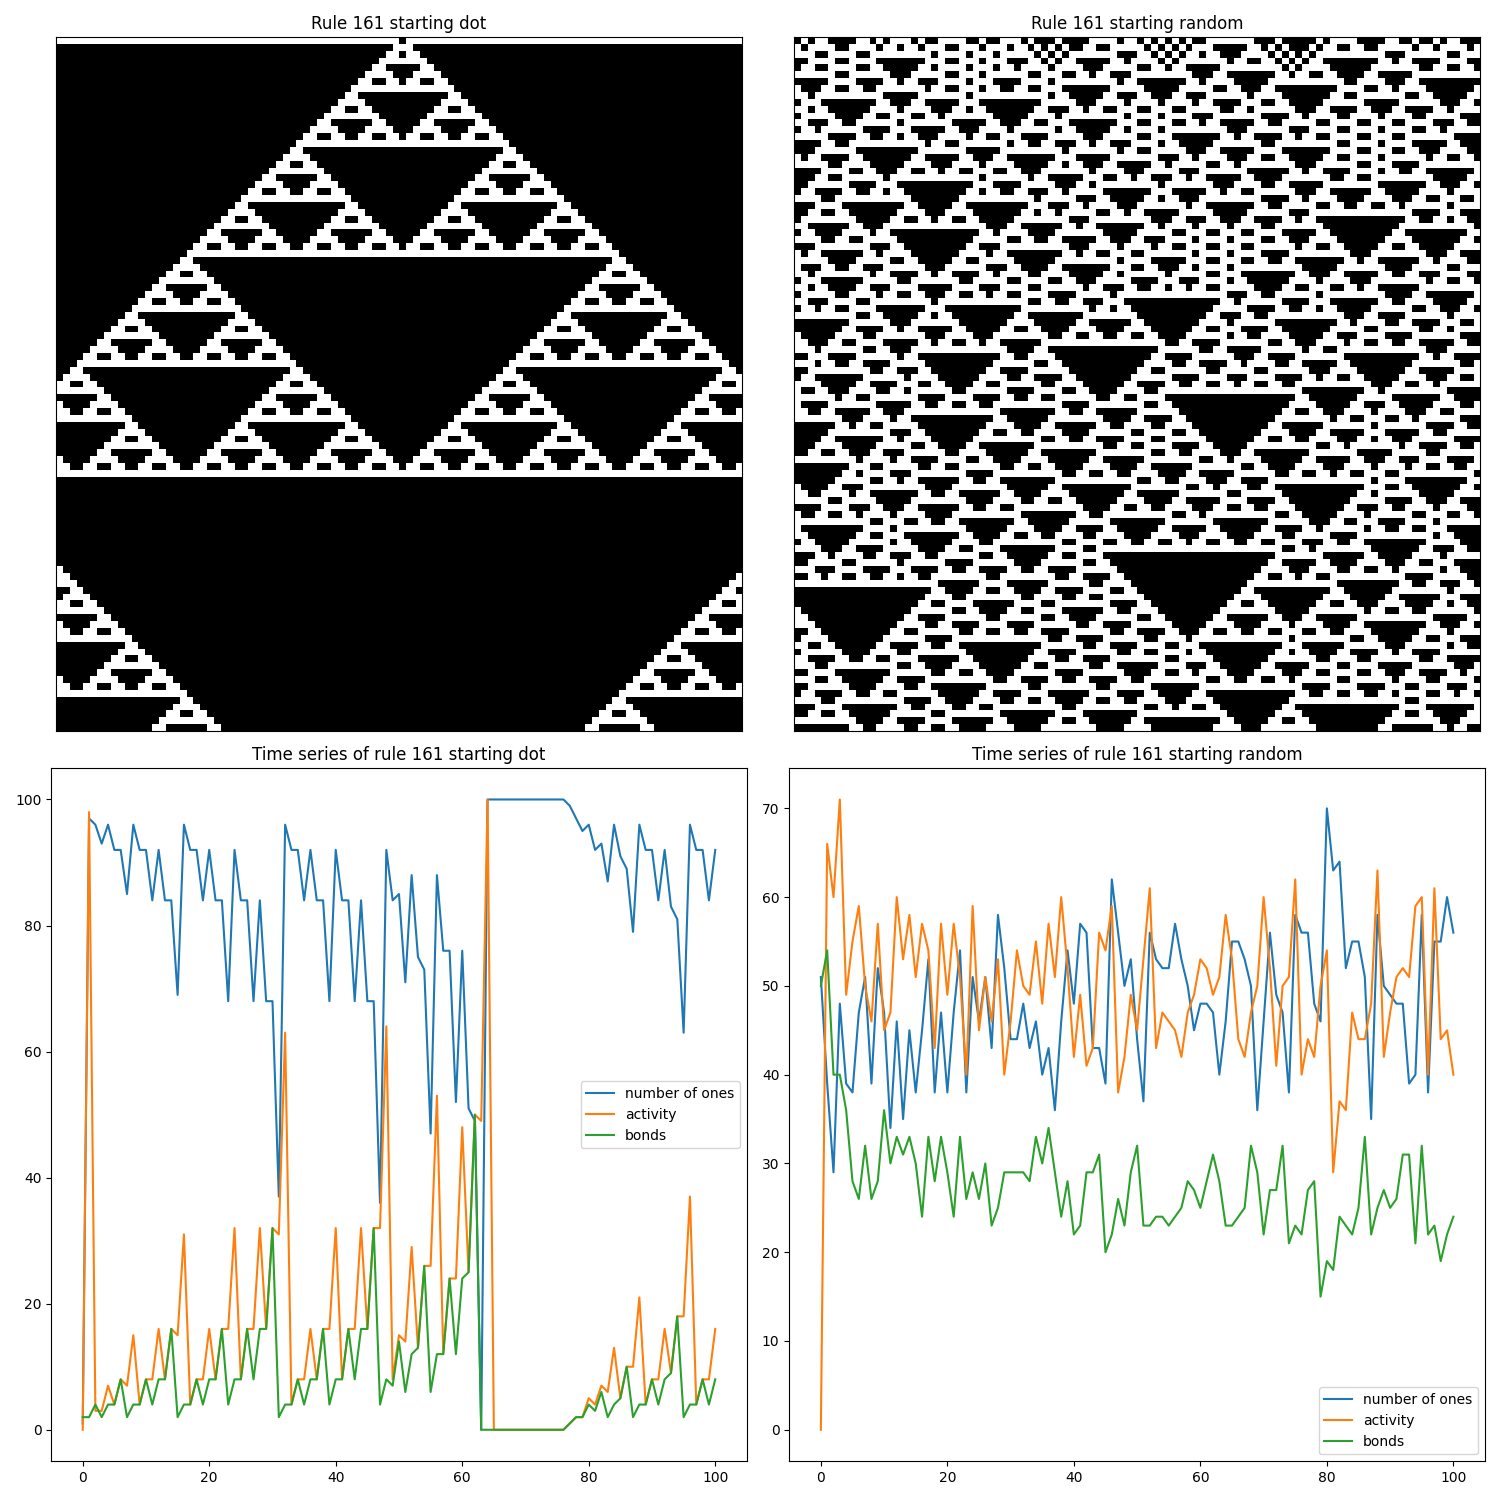 Rule 161 starting dot
Rule 161 starting random
Time series of rule 161 starting dot
100
80
60
40
20
0
number of ones
activity
bonds
0 20 40 60 80 100
Time series of rule 161 starting random
70
60
50
40
30
20
10
0
number of ones
activity
bonds
0 20 40 60 80 100